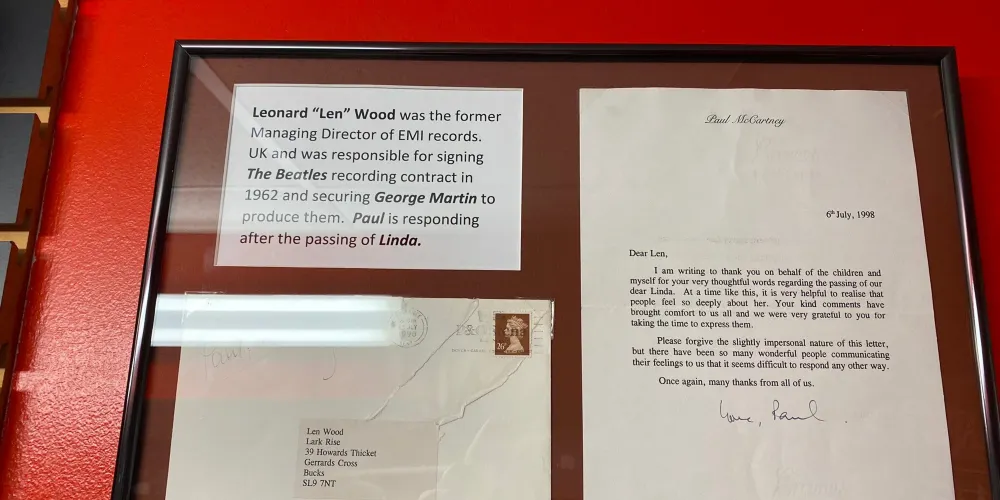 Leonard “Len” Wood was the former
Managing Director of EMI records.
UK and was responsible for signing
The Beatles recording contract in
1962 and securing George Martin to
produce them. Paul is responding
after the passing of Linda.
26
Len Wood
Lark Rise
39 Howards Thicket
Gerrards Cross
Bucks
SL9 7NT
Paul McCartney
6th July, 1998
Dear Len,
I am writing to thank you on behalf of the children and
myself for your very thoughtful words regarding the passing of our
dear Linda. At a time like this, it is very helpful to realise that
people feel so deeply about her. Your kind comments have
brought comfort to us all and we were very grateful to you for
taking the time to express them.
Please forgive the slightly impersonal nature of this letter,
but there have been so many wonderful people communicating
their feelings to us that it seems difficult to respond any other way.
Once again, many thanks from all of us.
Love, Paul